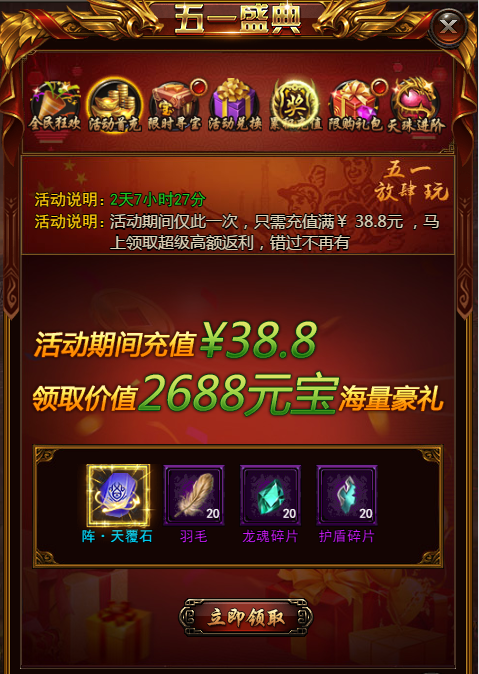 五一盛典
全民狂欢
活动首充
限时寻宝
活动兑换
累积充值
限购礼包
天珠进阶
五一
放肆玩
活动说明：2天7小时27分
活动说明：活动期间仅此一次，只需充值满￥ 38.8元 ，马
上领取超级高额返利，错过不再有
活动期间充值¥38.8
领取价值2688元宝海量豪礼
20
20
20
阵·天覆石
羽毛
龙魂碎片
护盾碎片
立即领取